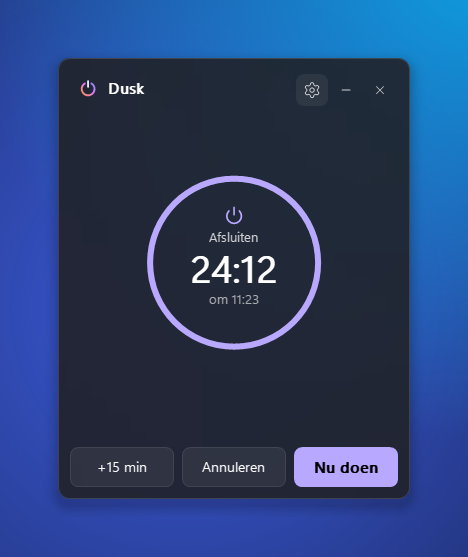 Dusk
Afsluiten
24:12
om 11:23
+15 min
Annuleren
Nu doen